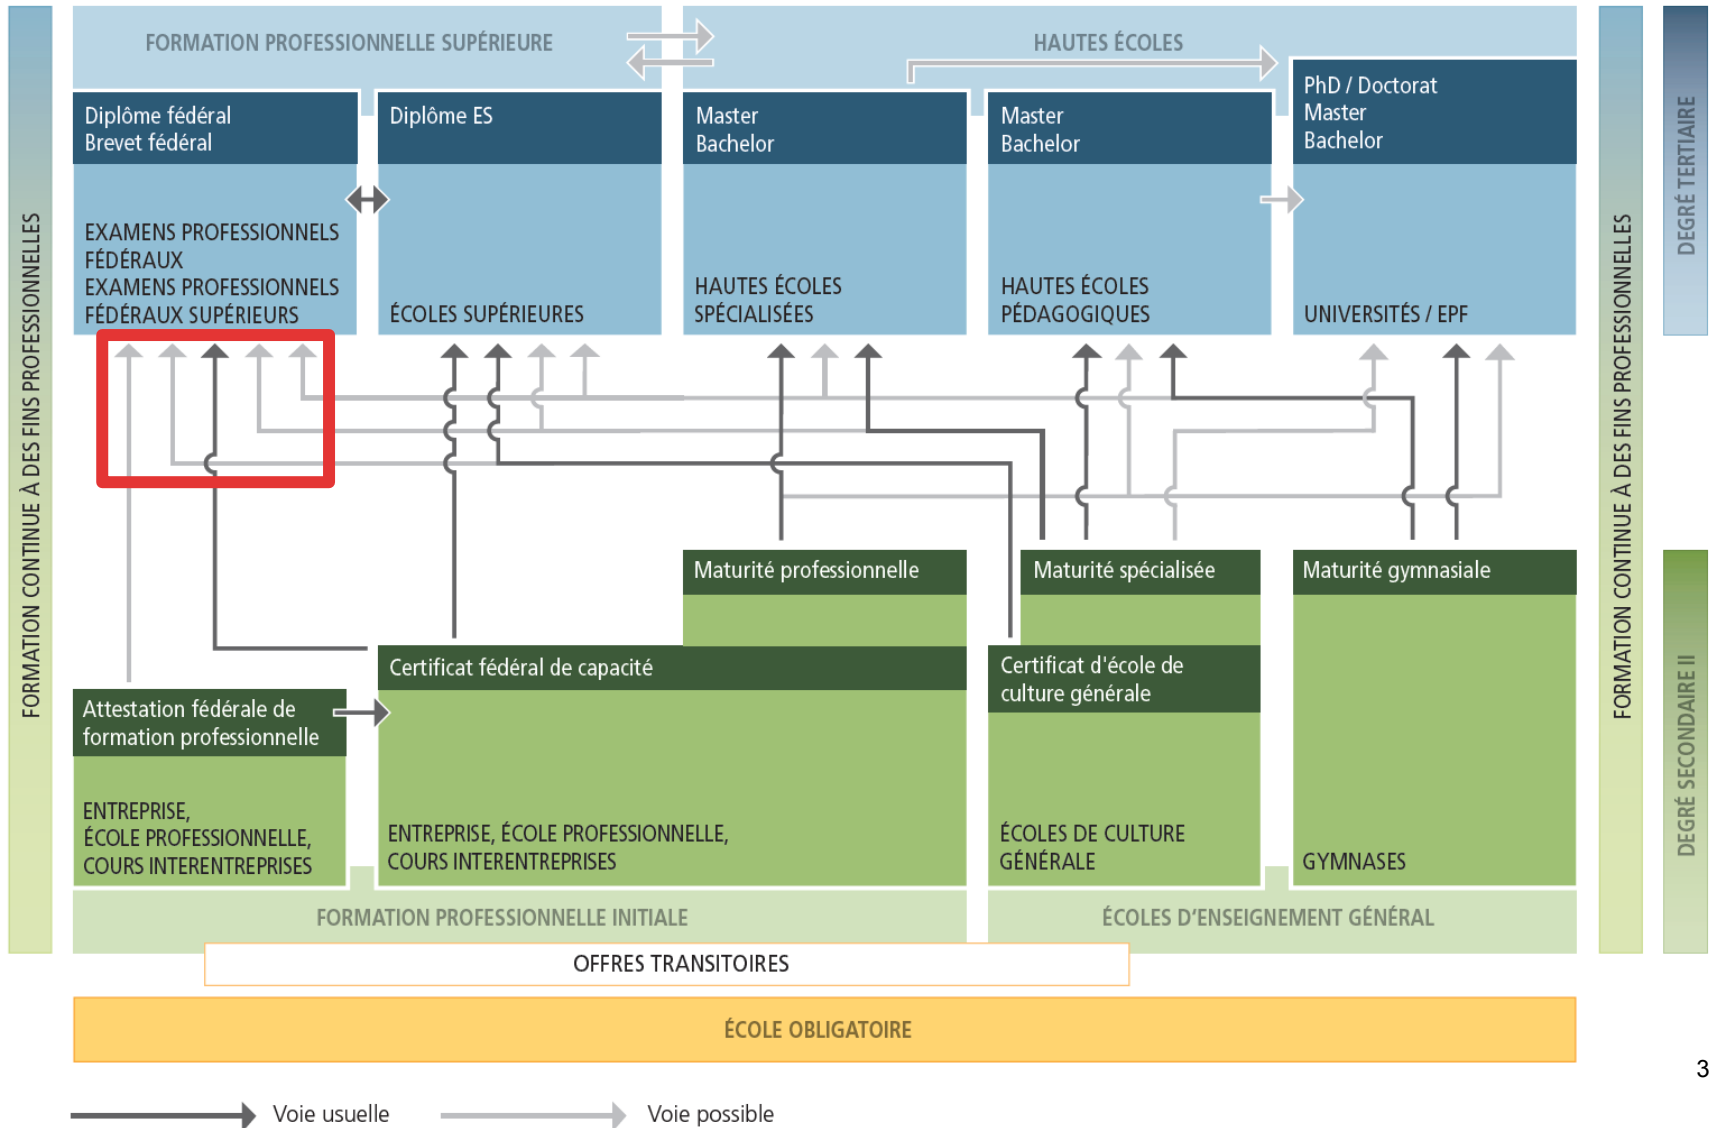 FORMATION PROFESSIONNELLE SUPÉRIEURE
HAUTES ÉCOLES
Diplôme fédéral
Brevet fédéral
EXAMENS PROFESSIONNELS
FÉDÉRAUX
EXAMENS PROFESSIONNELS
FÉDÉRAUX SUPÉRIEURS
Diplôme ES
ÉCOLES SUPÉRIEURES
Master
Bachelor
HAUTES ÉCOLES
SPÉCIALISÉES
Master
Bachelor
HAUTES ÉCOLES
PÉDAGOGIQUES
PhD / Doctorat
Master
Bachelor
UNIVERSITÉS / EPF
FORMATION CONTINUE À DES FINS PROFESSIONNELLES
FORMATION CONTINUE À DES FINS PROFESSIONNELLES
DEGRÉ TERTIAIRE
DEGRÉ SECONDAIRE II
Maturité professionnelle
Maturité spécialisée
Maturité gymnasiale
Certificat fédéral de capacité
Certificat d'école de
culture générale
Attestation fédérale de
formation professionnelle
ENTREPRISE,
ÉCOLE PROFESSIONNELLE,
COURS INTERENTREPRISES
ENTREPRISE, ÉCOLE PROFESSIONNELLE,
COURS INTERENTREPRISES
ÉCOLES DE CULTURE
GÉNÉRALE
GYMNASES
FORMATION PROFESSIONNELLE INITIALE
ÉCOLES D’ENSEIGNEMENT GÉNÉRAL
OFFRES TRANSITOIRES
ÉCOLE OBLIGATOIRE
3
Voie usuelle
Voie possible